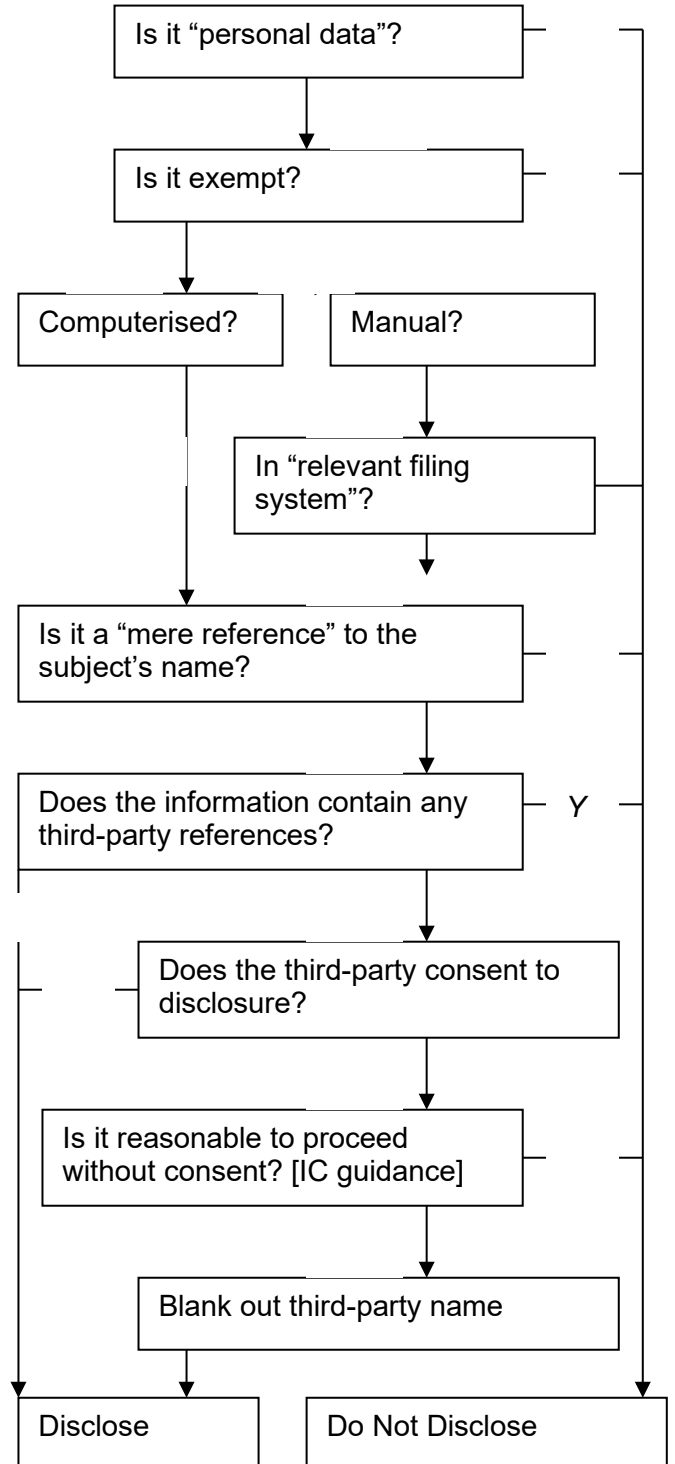 Is it “personal data”?
Is it exempt?
Computerised?
Manual?
In “relevant filing
system”?
Is it a “mere reference” to the
subject’s name?
Does the information contain any
third-party references?
Y
Does the third-party consent to
disclosure?
Is it reasonable to proceed
without consent? [IC guidance]
Blank out third-party name
Disclose
Do Not Disclose